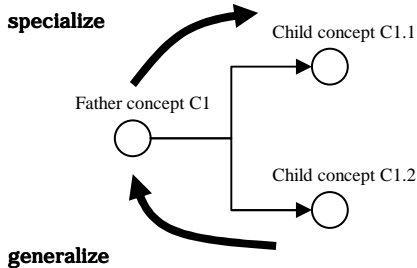 specialize
Child concept C1.1
Father concept C1
Child concept C1.2
generalize